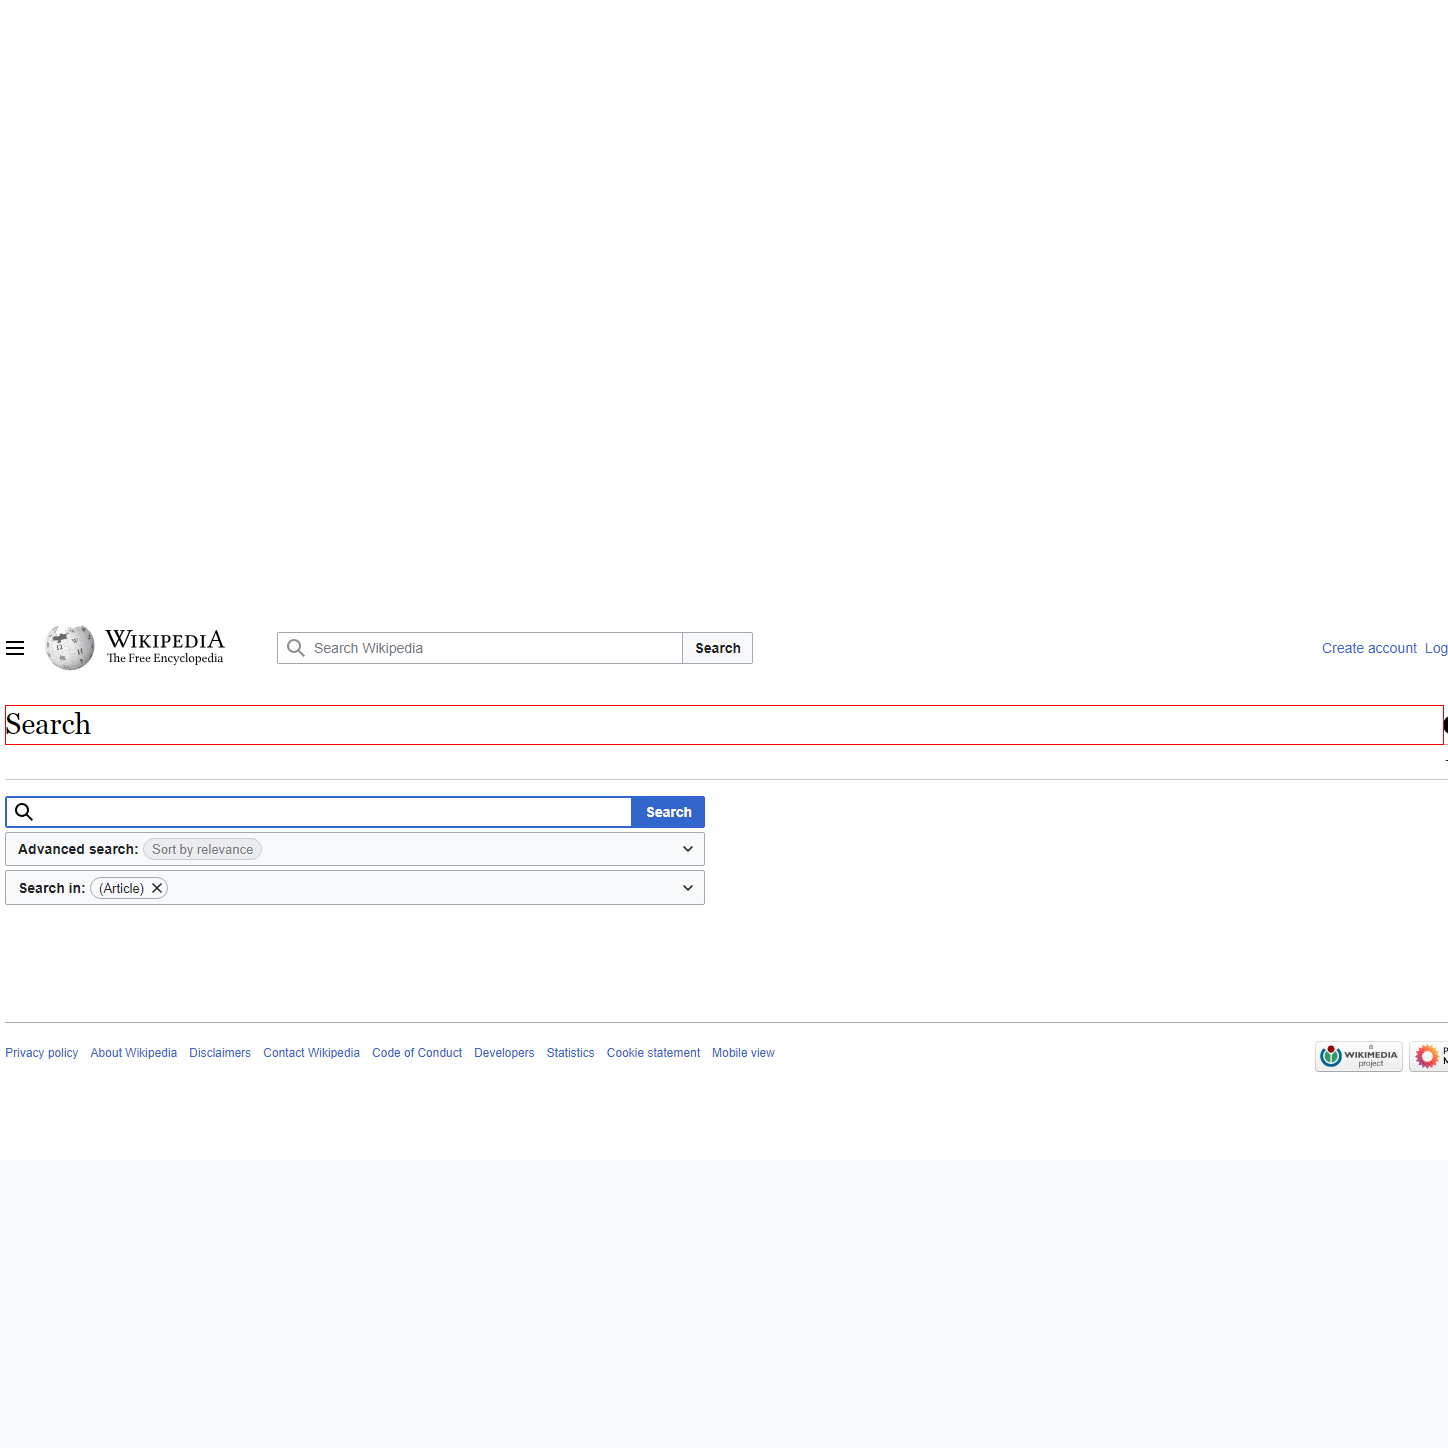 WIKIPEDIA
The Free Encyclopedia
Search Wikipedia
Search
Create account Log
Search
Search
Advanced search: Sort by relevance
Search in: (Article)
Privacy policy About Wikipedia Disclaimers Contact Wikipedia Code of Conduct Developers Statistics Cookie statement Mobile view
a
WIKIMEDIA
project